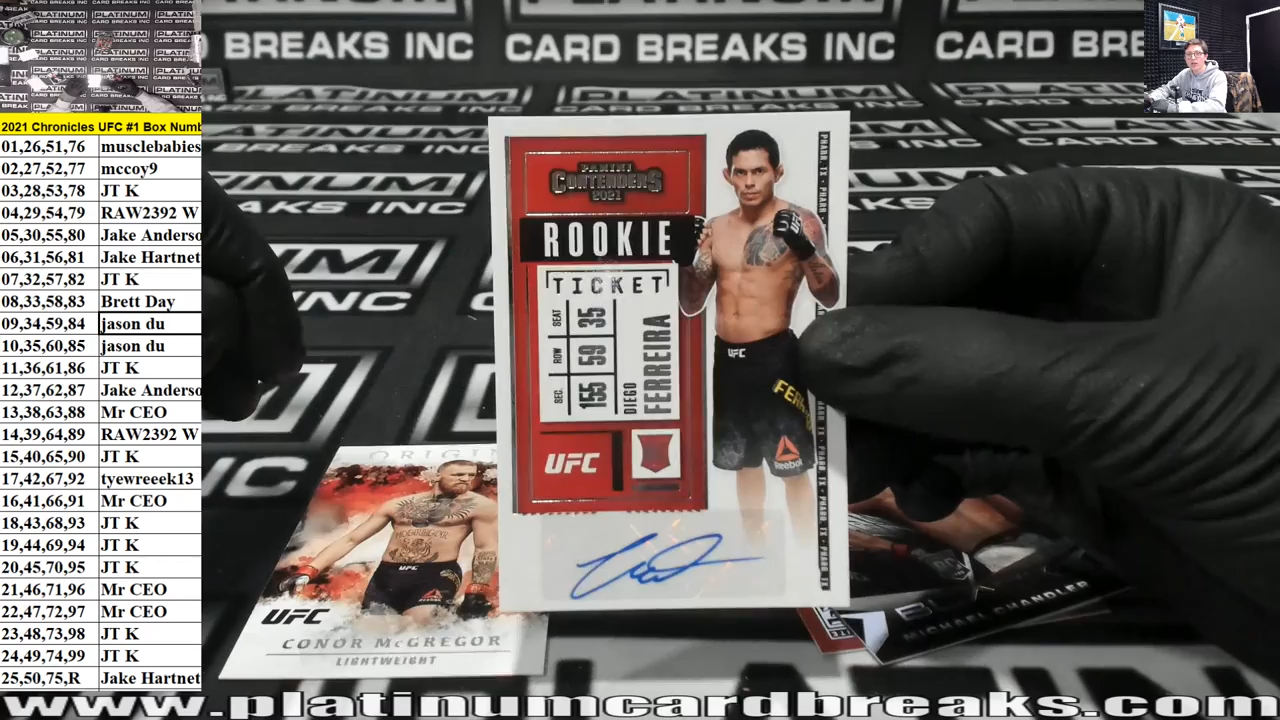 BREAKS INC
CARD BREAKS INC
CARD BRE
2021 Chronicles UFC #1 Box Numb
01,26,51,76 musclebabies
02,27,52,77 mccoy9
03,28,53,78 JT K
04,29,54,79 RAW2392 W
05,30,55,80 Jake Anderso
06,31,56,81 Jake Hartnet
07,32,57,82 JT K
08,33,58,83 Brett Day
09,34,59,84 jason du
10,35,60,85 jason du
11,36,61,86 JT K
12,37,62,87 Jake Anderso
13,38,63,88 Mr CEO
14,39,64,89 RAW2392 W
15,40,65,90 JT K
17,42,67,92 tyewreeek13
16,41,66,91 Mr CEO
18,43,68,93 JT K
19,44,69,94 JT K
20,45,70,95 JT K
21,46,71,96 Mr CEO
22,47,72,97 Mr CEO
23,48,73,98 JT K
24,49,74,99 JT K
25,50,75,R Jake Hartnet
PANINI
CONTENDERS
2021
ROOKIE
TICKET
SEAT 35
ROW 59
SEC. 155
DIEGO
FERREIRA
UFC
PHARR, TX • PHARR, TX
UFC
Reebok
ORIGIN
UFC
CONOR McGREGOR
LIGHTWEIGHT
MICHAEL CHANDLER
www.platinumcardbreaks.com